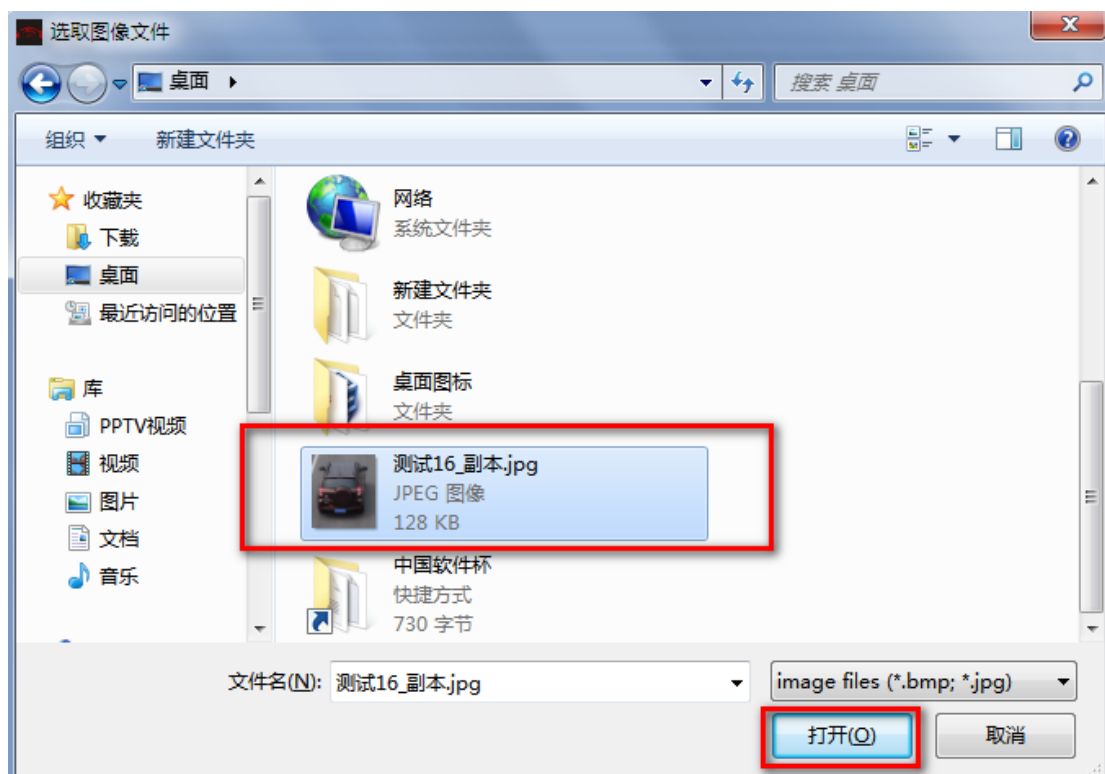 选取图像文件
桌面
搜索 桌面
组织
新建文件夹
收藏夹
下载
桌面
最近访问的位置
库
PPTV视频
视频
图片
文档
音乐
网络
系统文件夹
新建文件夹
文件夹
桌面图标
文件夹
测试16_副本.jpg
JPEG 图像
128 KB
中国软件杯
快捷方式
730 字节
文件名(N):
测试16_副本.jpg
image files (*.bmp; *.jpg)
打开(O)
取消